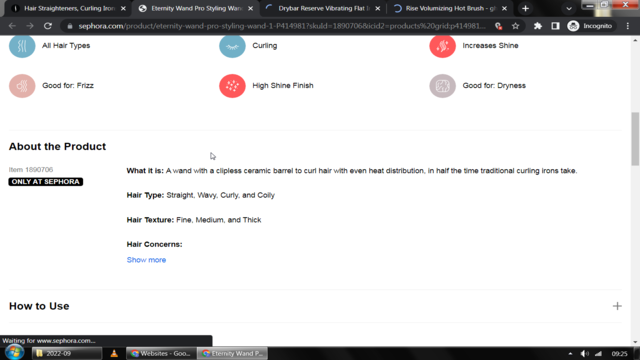 Hair Straighteners, Curling Iron
Eternity Wand Pro Styling Wan
Drybar Reserve Vibrating Flat I
Rise Volumizing Hot Brush - g
sephora.com/product/eternity-wand-pro-styling-wand-1-P414981?skuId=1890706&icid2=products%20grid:p414981...
Incognito
All Hair Types
Curling
Increases Shine
Good for: Frizz
High Shine Finish
Good for: Dryness
About the Product
Item 1890706
ONLY AT SEPHORA
What it is: A wand with a clipless ceramic barrel to curl hair with even heat distribution, in half the time traditional curling irons take.
Hair Type: Straight, Wavy, Curly, and Coily
Hair Texture: Fine, Medium, and Thick
Hair Concerns:
Show more
How to Use
Waiting for www.sephora.com...
2022-09
Websites - Goo...
Eternity Wand P...
09:25